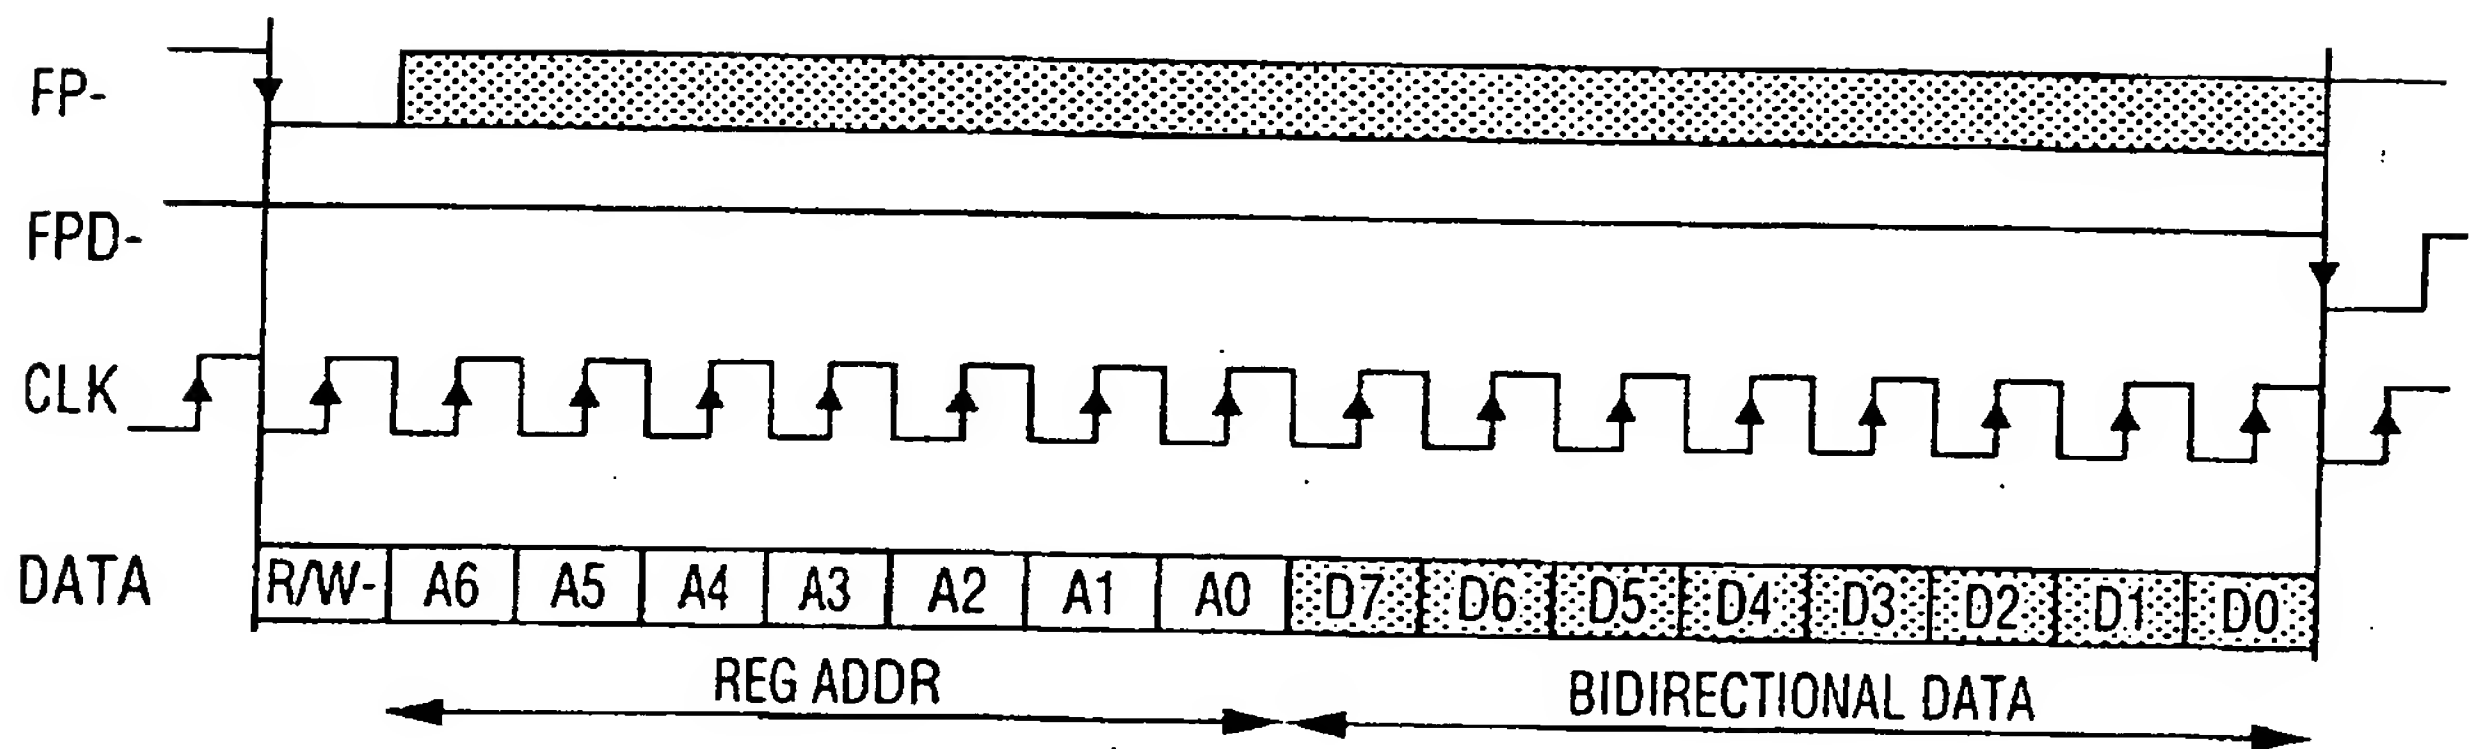 FP-
FPD-
CLK
DATA R/W- A6 A5 A4 A3 A2 A1 A0 D7 D6 D5 D4 D3 D2 D1 D0
REG ADDR BIDIRECTIONAL DATA